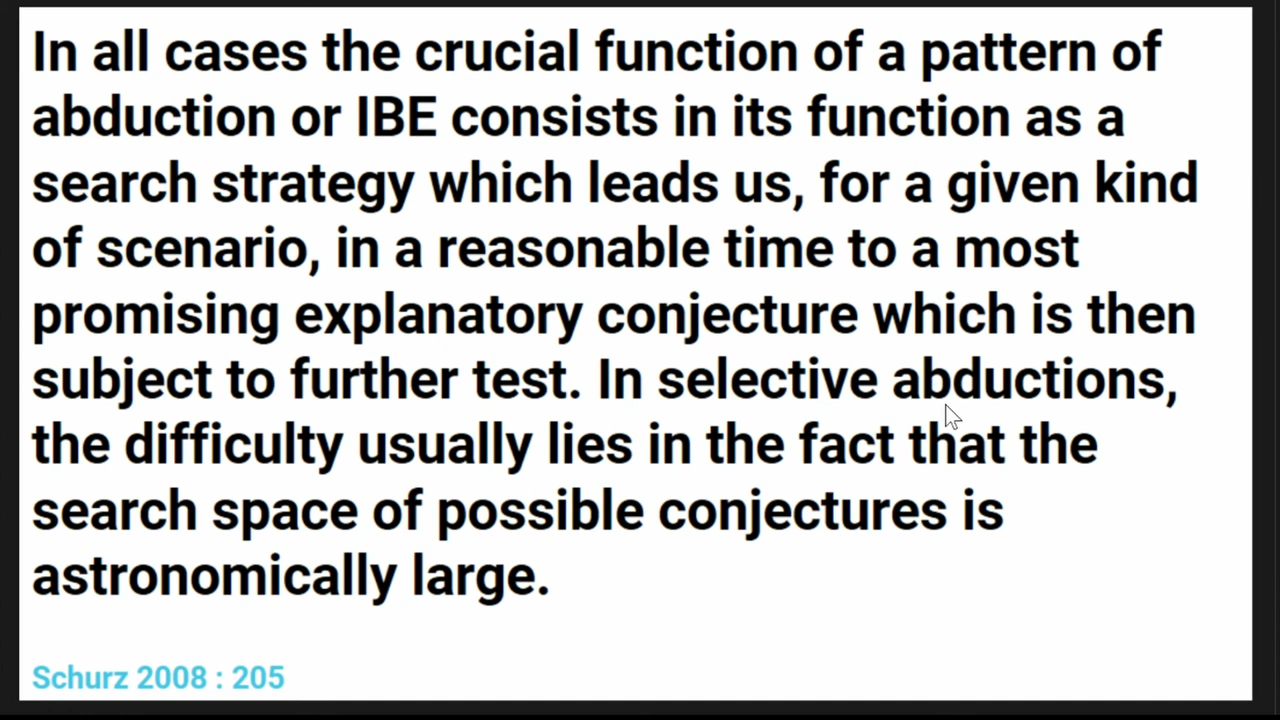 In all cases the crucial function of a pattern of
abduction or IBE consists in its function as a
search strategy which leads us, for a given kind
of scenario, in a reasonable time to a most
promising explanatory conjecture which is then
subject to further test. In selective abductions,
the difficulty usually lies in the fact that the
search space of possible conjectures is
astronomically large.
Schurz 2008 : 205